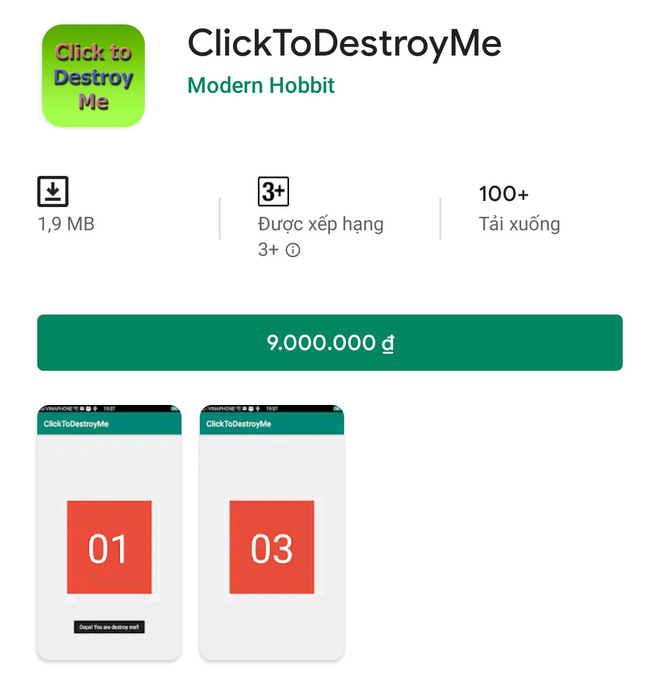 Click to
Destroy
Me
ClickToDestroyMe
Modern Hobbit
1,9 MB
3+
Được xếp hạng
3+
100+
Tải xuống
9.000.000 ₫
VINAPHONE
19:07
ClickToDestroyMe
01
Oops! You are destroy me!!
VINAPHONE
19:07
ClickToDestroyMe
03